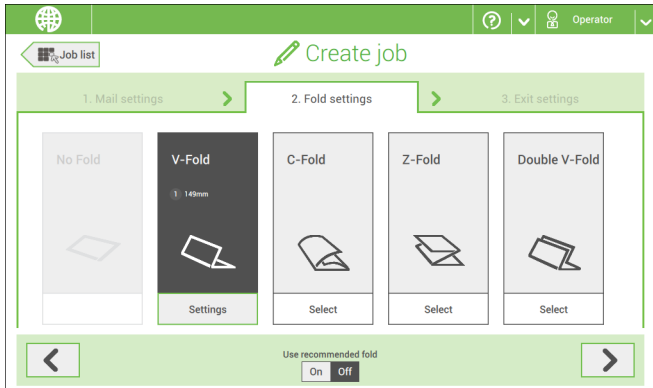 Operator
Job list
Create job
1. Mail settings
2. Fold settings
3. Exit settings
No Fold
V-Fold
C-Fold
Z-Fold
Double V-Fold
1 149mm
Settings
Select
Select
Select
Use recommended fold
On Off